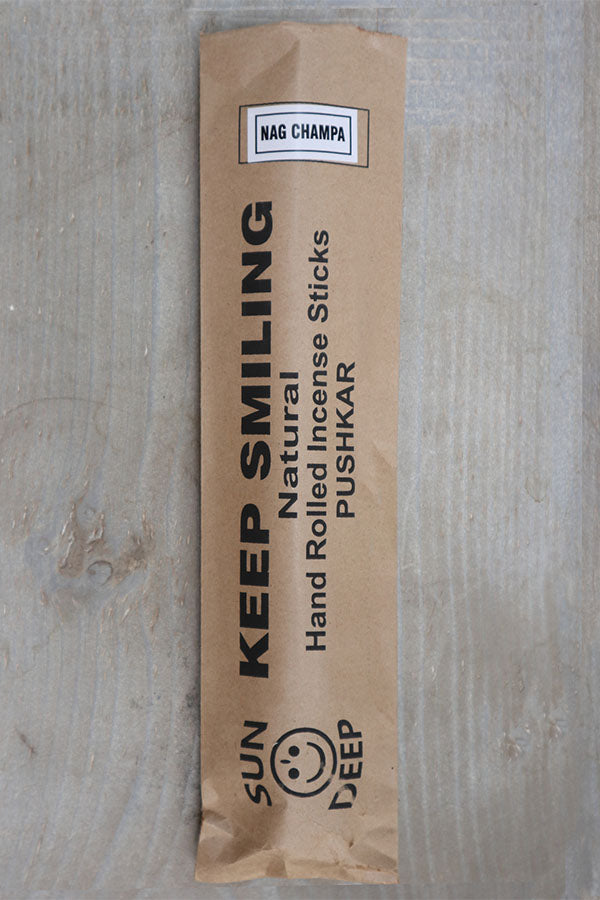 NAG CHAMPA
KEEP SMILING
Natural
Hand Rolled Incense Sticks
PUSHKAR
SUN
DEEP